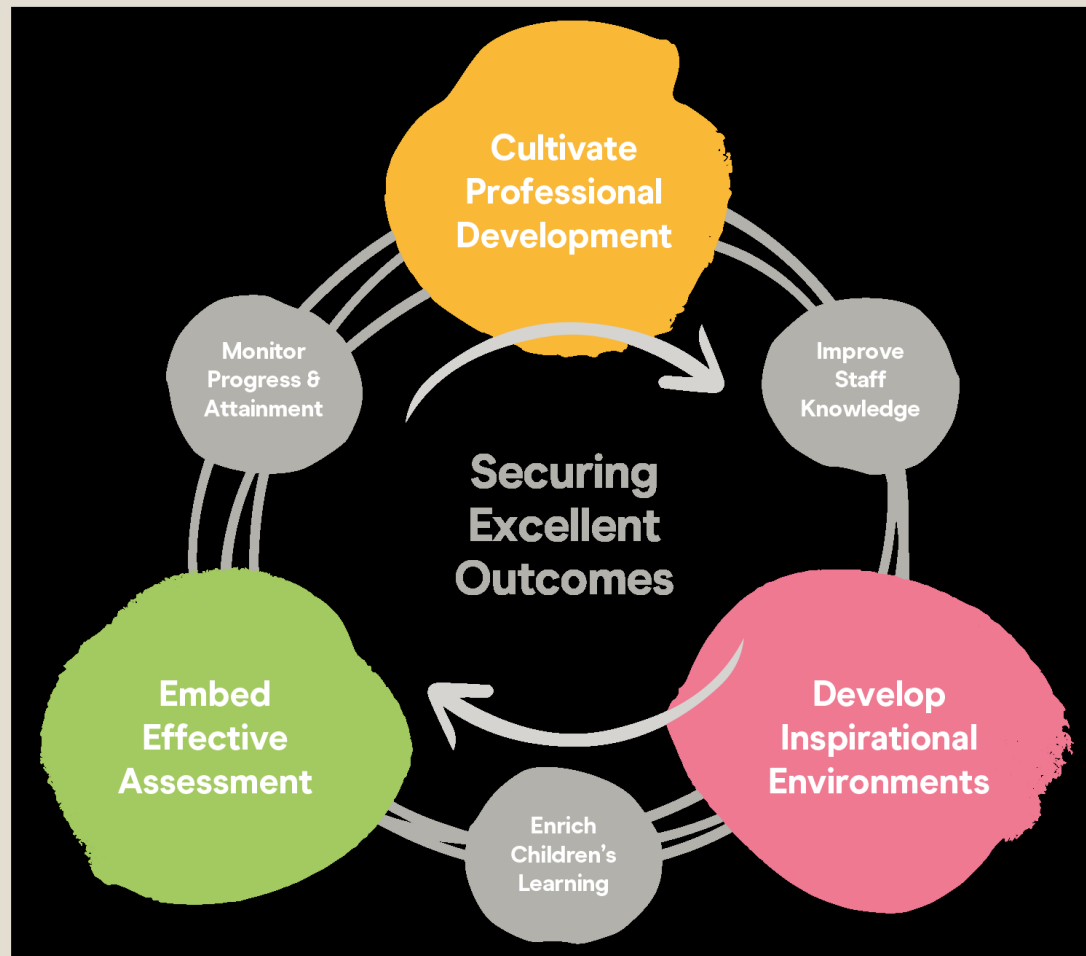 Cultivate
Professional
Development
Monitor
Progress &
Attainment
Improve
Staff
Knowledge
Securing
Excellent
Outcomes
Embed
Effective
Assessment
Develop
Inspirational
Environments
Enrich
Children’s
Learning